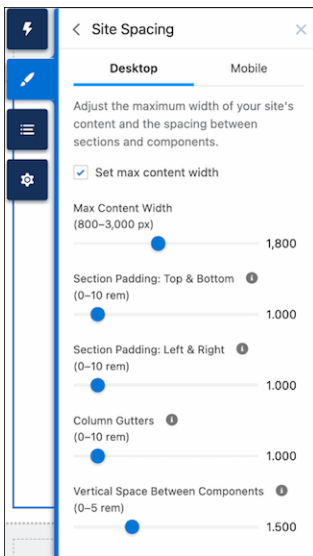 Site Spacing
Desktop
Mobile
Adjust the maximum width of your site's
content and the spacing between
sections and components.
Set max content width
Max Content Width
(800–3,000 px)
1,800
Section Padding: Top & Bottom
(0–10 rem)
1.000
Section Padding: Left & Right
(0–10 rem)
1.000
Column Gutters
(0–10 rem)
1.000
Vertical Space Between Components
(0–5 rem)
1.500